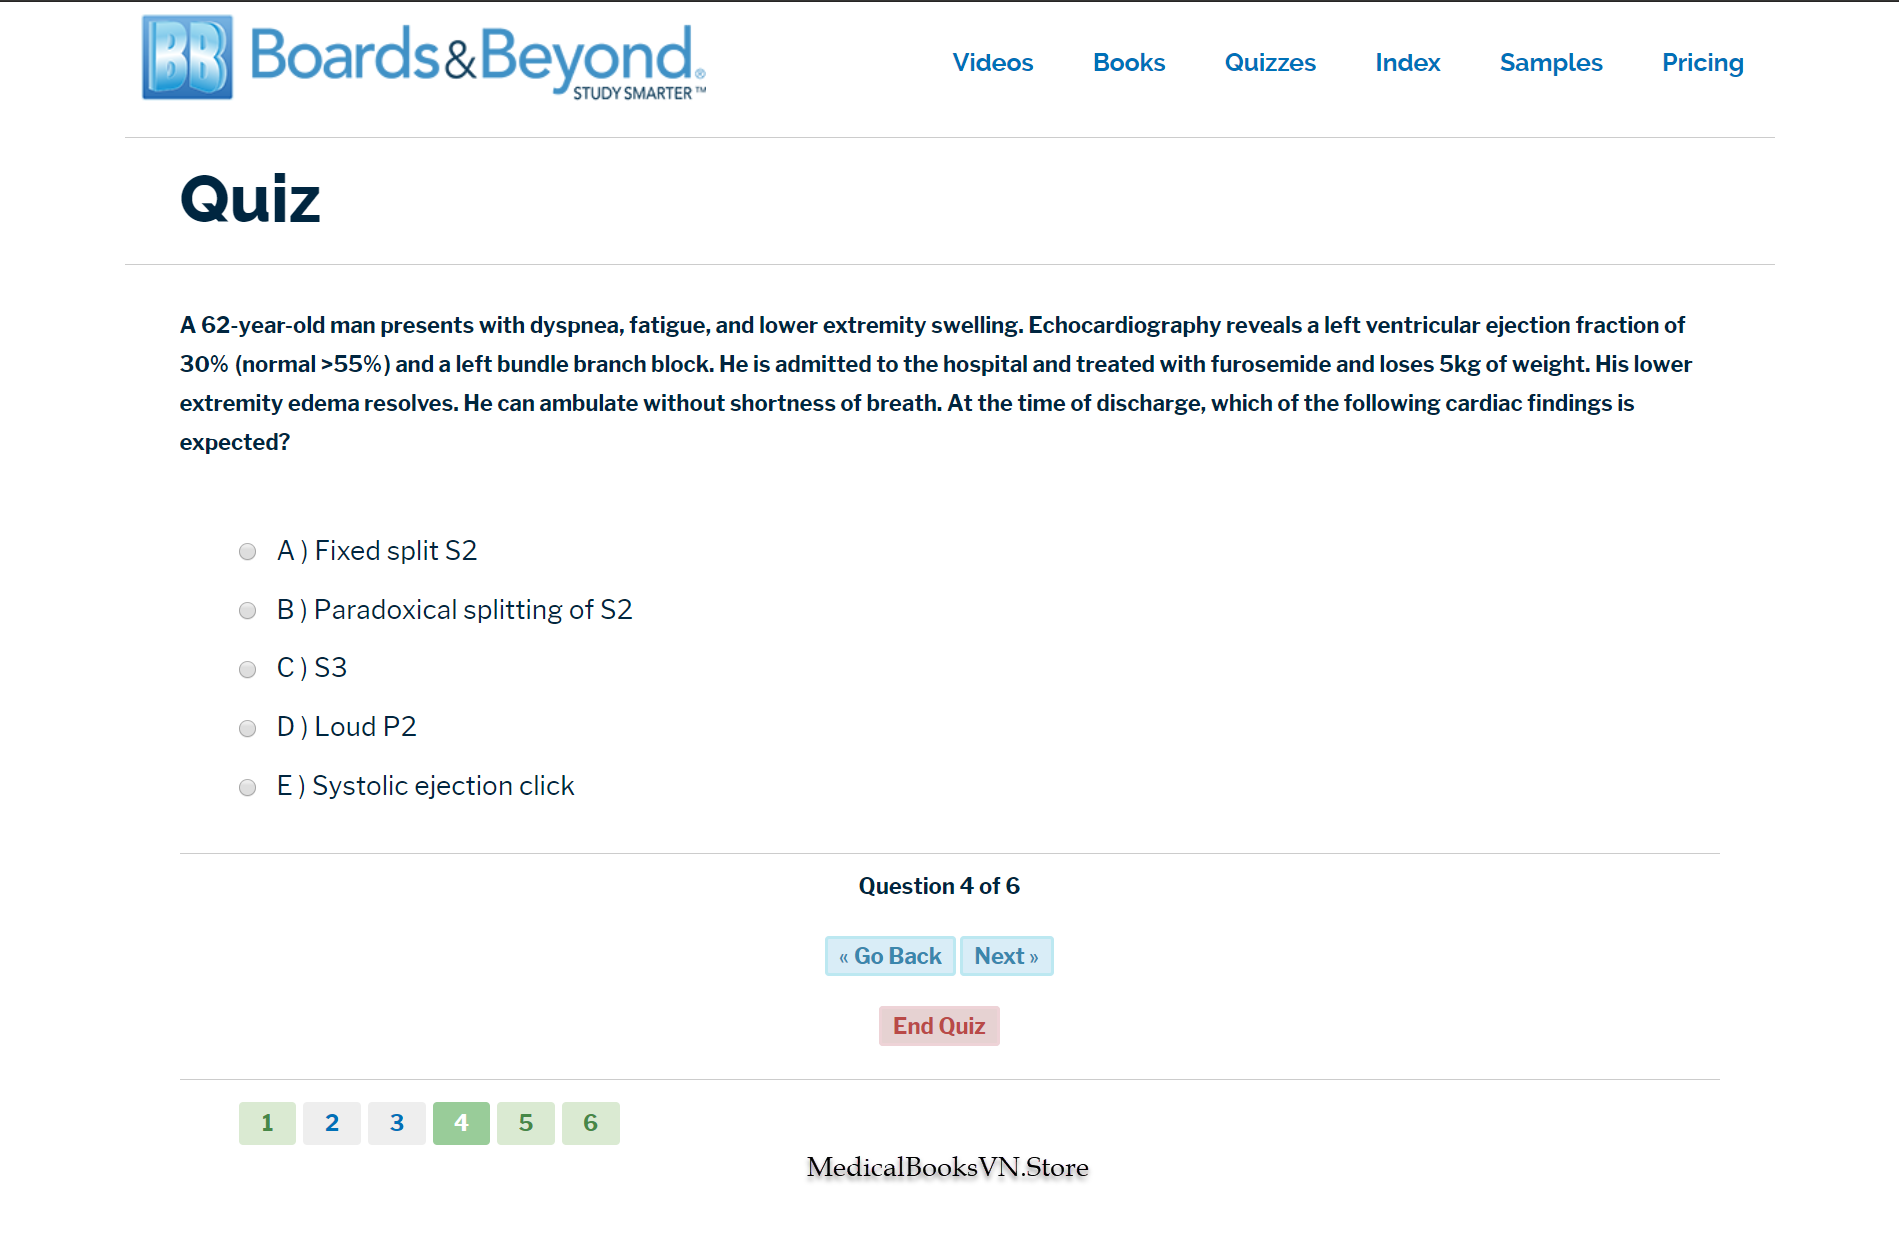 BB Boards&Beyond.®
STUDY SMARTER™
Videos Books Quizzes Index Samples Pricing
Quiz
A 62-year-old man presents with dyspnea, fatigue, and lower extremity swelling. Echocardiography reveals a left ventricular ejection fraction of
30% (normal >55%) and a left bundle branch block. He is admitted to the hospital and treated with furosemide and loses 5kg of weight. His lower
extremity edema resolves. He can ambulate without shortness of breath. At the time of discharge, which of the following cardiac findings is
expected?
A ) Fixed split S2
B ) Paradoxical splitting of S2
C ) S3
D ) Loud P2
E ) Systolic ejection click
Question 4 of 6
« Go Back Next »
End Quiz
1 2 3 4 5 6
MedicalBooksVN.Store